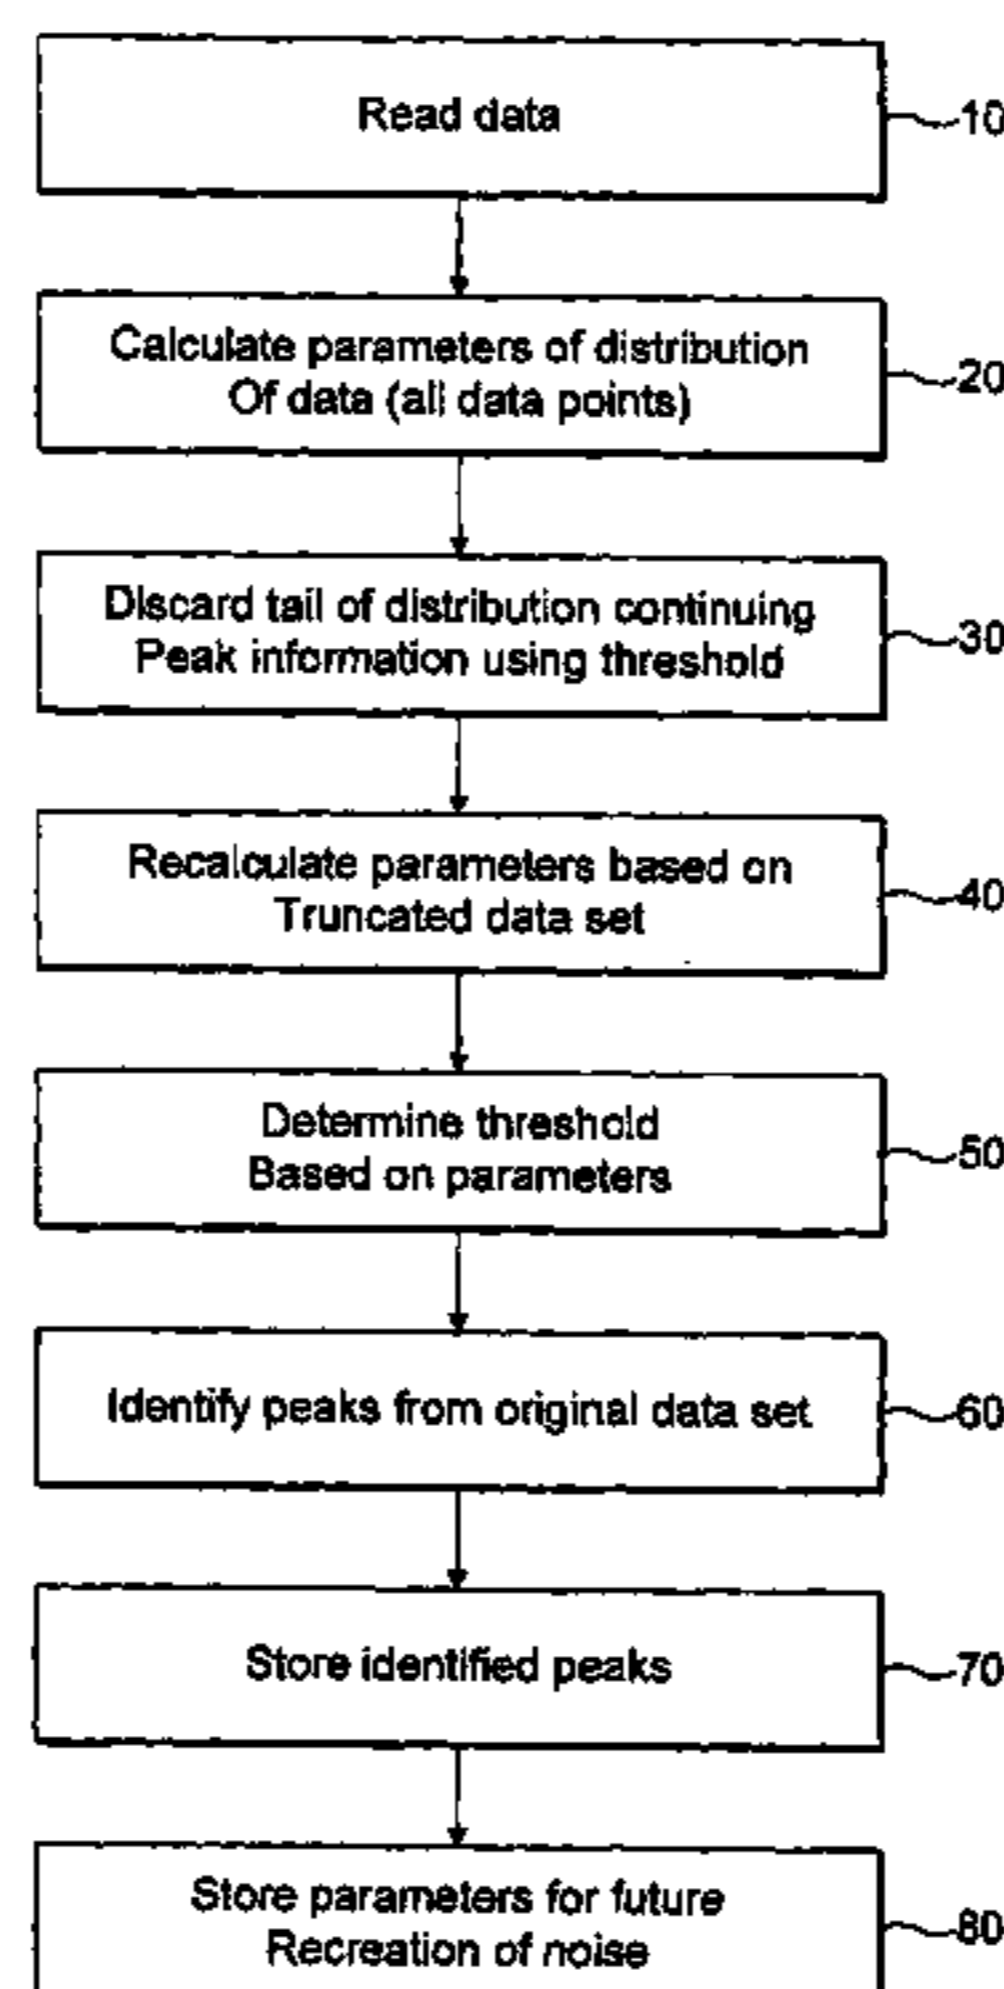 Read data
10
Calculate parameters of distribution
Of data (all data points)
20
Discard tail of distribution continuing
Peak information using threshold
30
Recalculate parameters based on
Truncated data set
40
Determine threshold
Based on parameters
50
Identify peaks from original data set
60
Store identified peaks
70
Store parameters for future
Recreation of noise
80